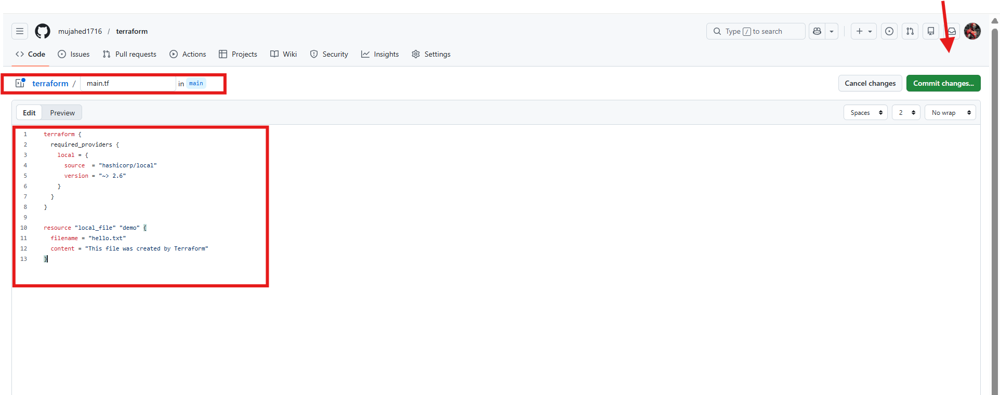 mujahed1716 / terraform
Type / to search
Code Issues Pull requests Actions Projects Wiki Security Insights Settings
terraform / main.tf in main
Cancel changes Commit changes...
Edit Preview
Spaces 2 No wrap
1 terraform {
2   required_providers {
3     local = {
4       source  = "hashicorp/local"
5       version = "~> 2.6"
6     }
7   }
8 }
9
10 resource "local_file" "demo" {
11   filename = "hello.txt"
12   content = "This file was created by Terraform"
13 }